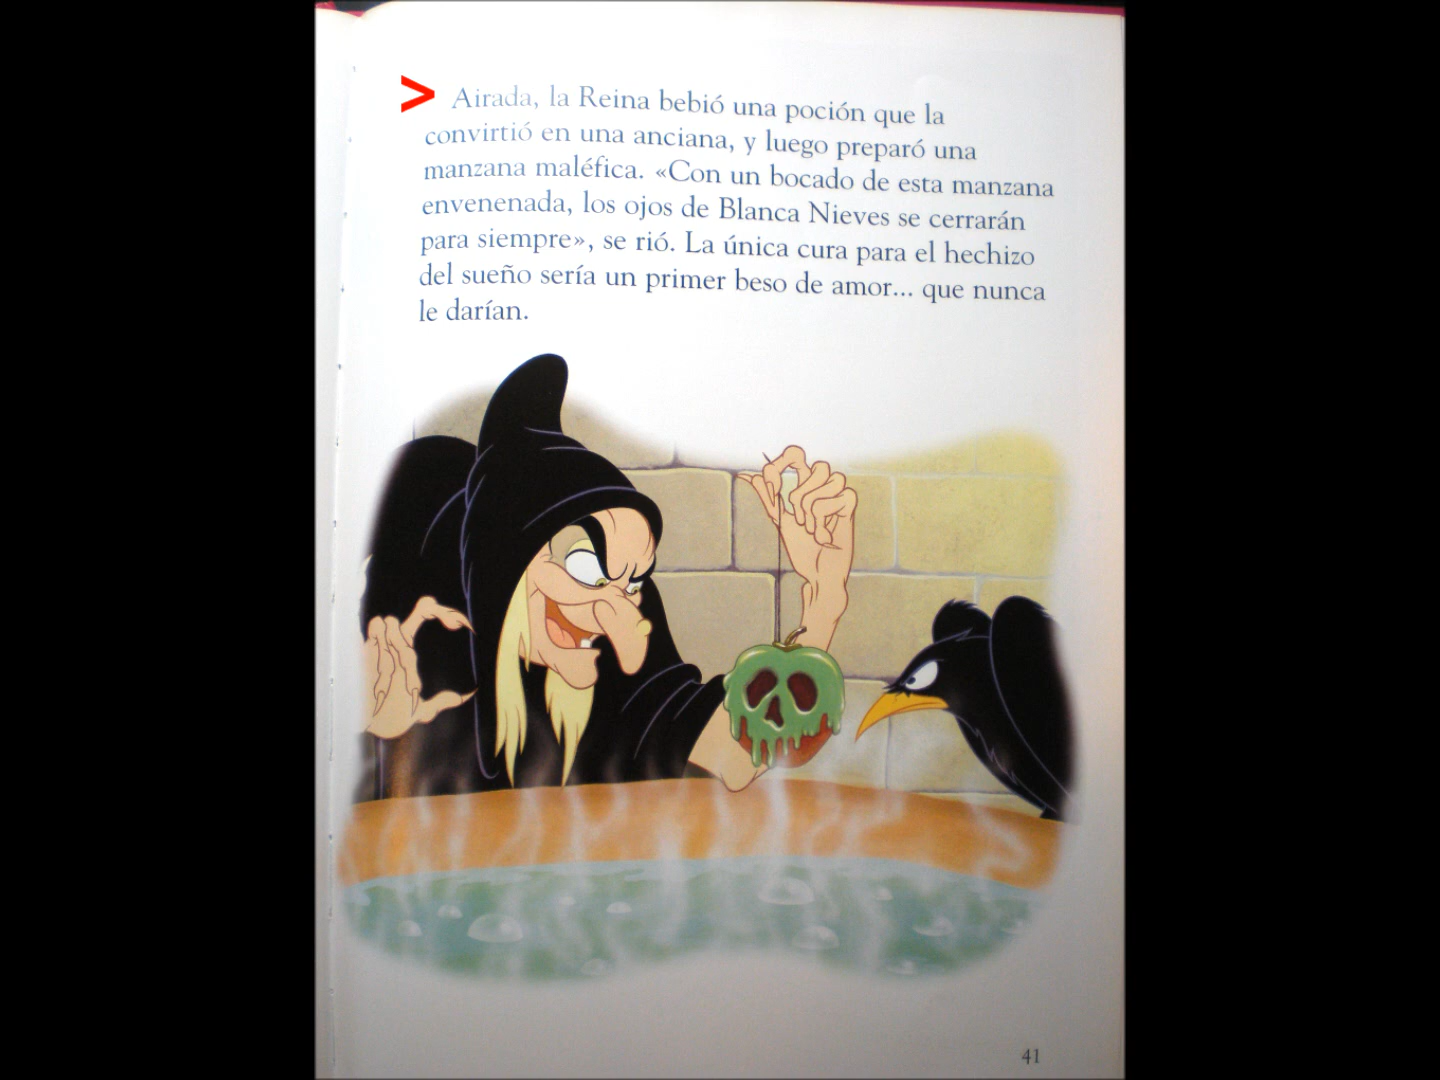 > Airada, la Reina bebió una poción que la
convirtió en una anciana, y luego preparó una
manzana maléfica. «Con un bocado de esta manzana
envenenada, los ojos de Blanca Nieves se cerrarán
para siempre», se rió. La única cura para el hechizo
del sueño sería un primer beso de amor... que nunca
le darían.
41